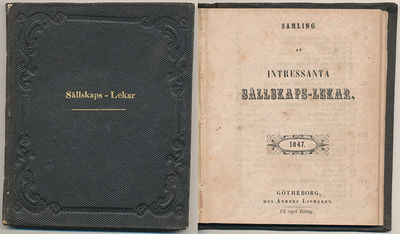 Sällskaps - Lekar
SAMLING
AF
INTRESSANTA
SÄLLSKAPS-LEKAR.
1847.
GÖTHEBORG,
HOS ANDERS LINDGREN.
På eget förlag.